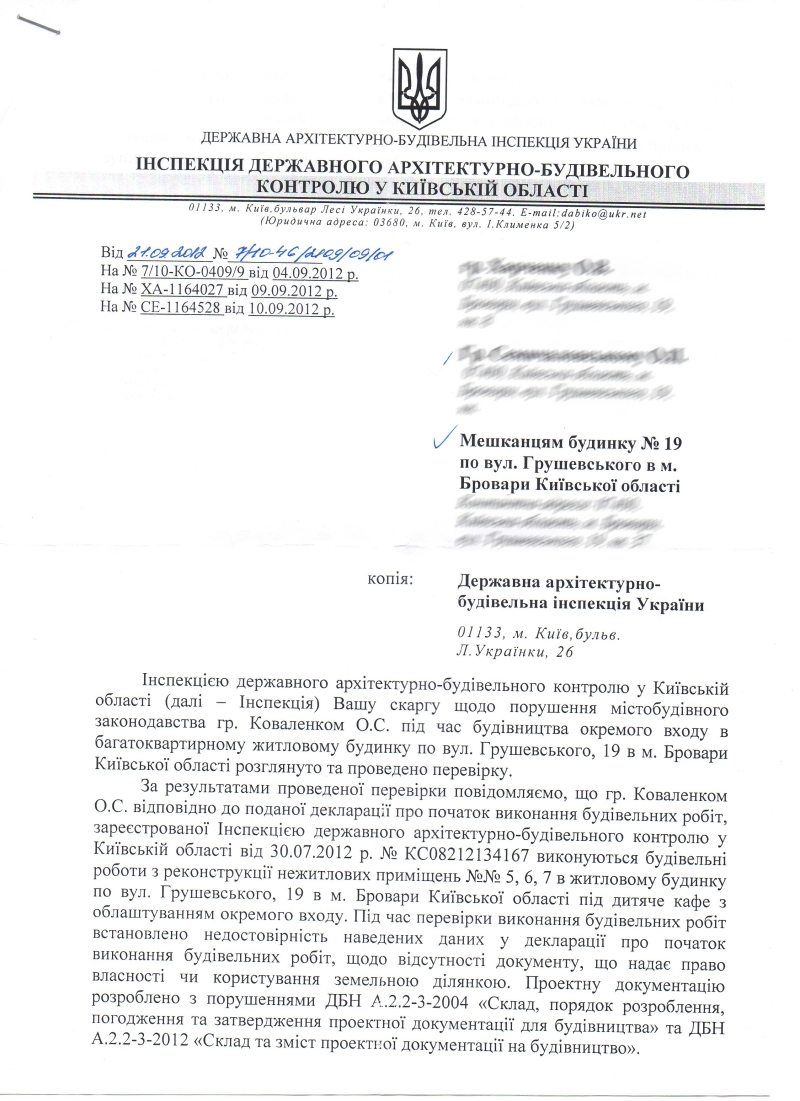 ДЕРЖАВНА АРХІТЕКТУРНО-БУДІВЕЛЬНА ІНСПЕКЦІЯ УКРАЇНИ
ІНСПЕКЦІЯ ДЕРЖАВНОГО АРХІТЕКТУРНО-БУДІВЕЛЬНОГО
КОНТРОЛЮ У КИЇВСЬКІЙ ОБЛАСТІ
01133, м. Київ,бульвар Лесі Українки, 26, тел. 428-57-44. E-mail:dabiko@ukr.net
(Юридична адреса: 03680, м. Київ, вул. І.Клименка 5/2)
Від 21.09.2012 № 7/10-46/2109/09/01
На № 7/10-КО-0409/9 від 04.09.2012 р.
На № ХА-1164027 від 09.09.2012 р.
На № СЕ-1164528 від 10.09.2012 р.
Мешканцям будинку № 19
по вул. Грушевського в м.
Бровари Київської області
копія: Державна архітектурно-
будівельна інспекція України
01133, м. Київ,бульв.
Л.Українки, 26
Інспекцією державного архітектурно-будівельного контролю у Київській
області (далі – Інспекція) Вашу скаргу щодо порушення містобудівного
законодавства гр. Коваленком О.С. під час будівництва окремого входу в
багатоквартирному житловому будинку по вул. Грушевського, 19 в м. Бровари
Київської області розглянуто та проведено перевірку.
За результатами проведеної перевірки повідомляємо, що гр. Коваленком
О.С. відповідно до поданої декларації про початок виконання будівельних робіт,
зареєстрованої Інспекцією державного архітектурно-будівельного контролю у
Київській області від 30.07.2012 р. № КС08212134167 виконуються будівельні
роботи з реконструкції нежитлових приміщень №№ 5, 6, 7 в житловому будинку
по вул. Грушевського, 19 в м. Бровари Київської області під дитяче кафе з
облаштуванням окремого входу. Під час перевірки виконання будівельних робіт
встановлено недостовірність наведених даних у декларації про початок
виконання будівельних робіт, щодо відсутності документу, що надає право
власності чи користування земельною ділянкою. Проектну документацію
розроблено з порушеннями ДБН А.2.2-3-2004 «Склад, порядок розроблення,
погодження та затвердження проектної документації для будівництва» та ДБН
А.2.2-3-2012 «Склад та зміст проектної документації на будівництво».